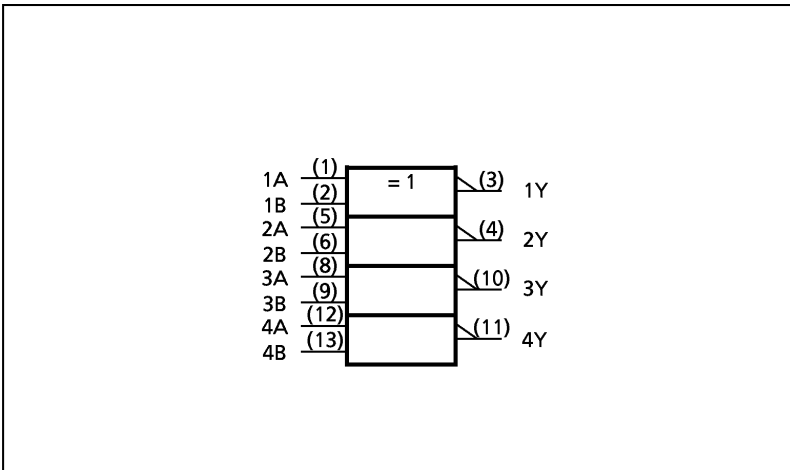 1A (1) = 1 (3) 1Y
1B (2)
2A (5) (4) 2Y
2B (6)
3A (8) (10) 3Y
3B (9)
4A (12) (11) 4Y
4B (13)